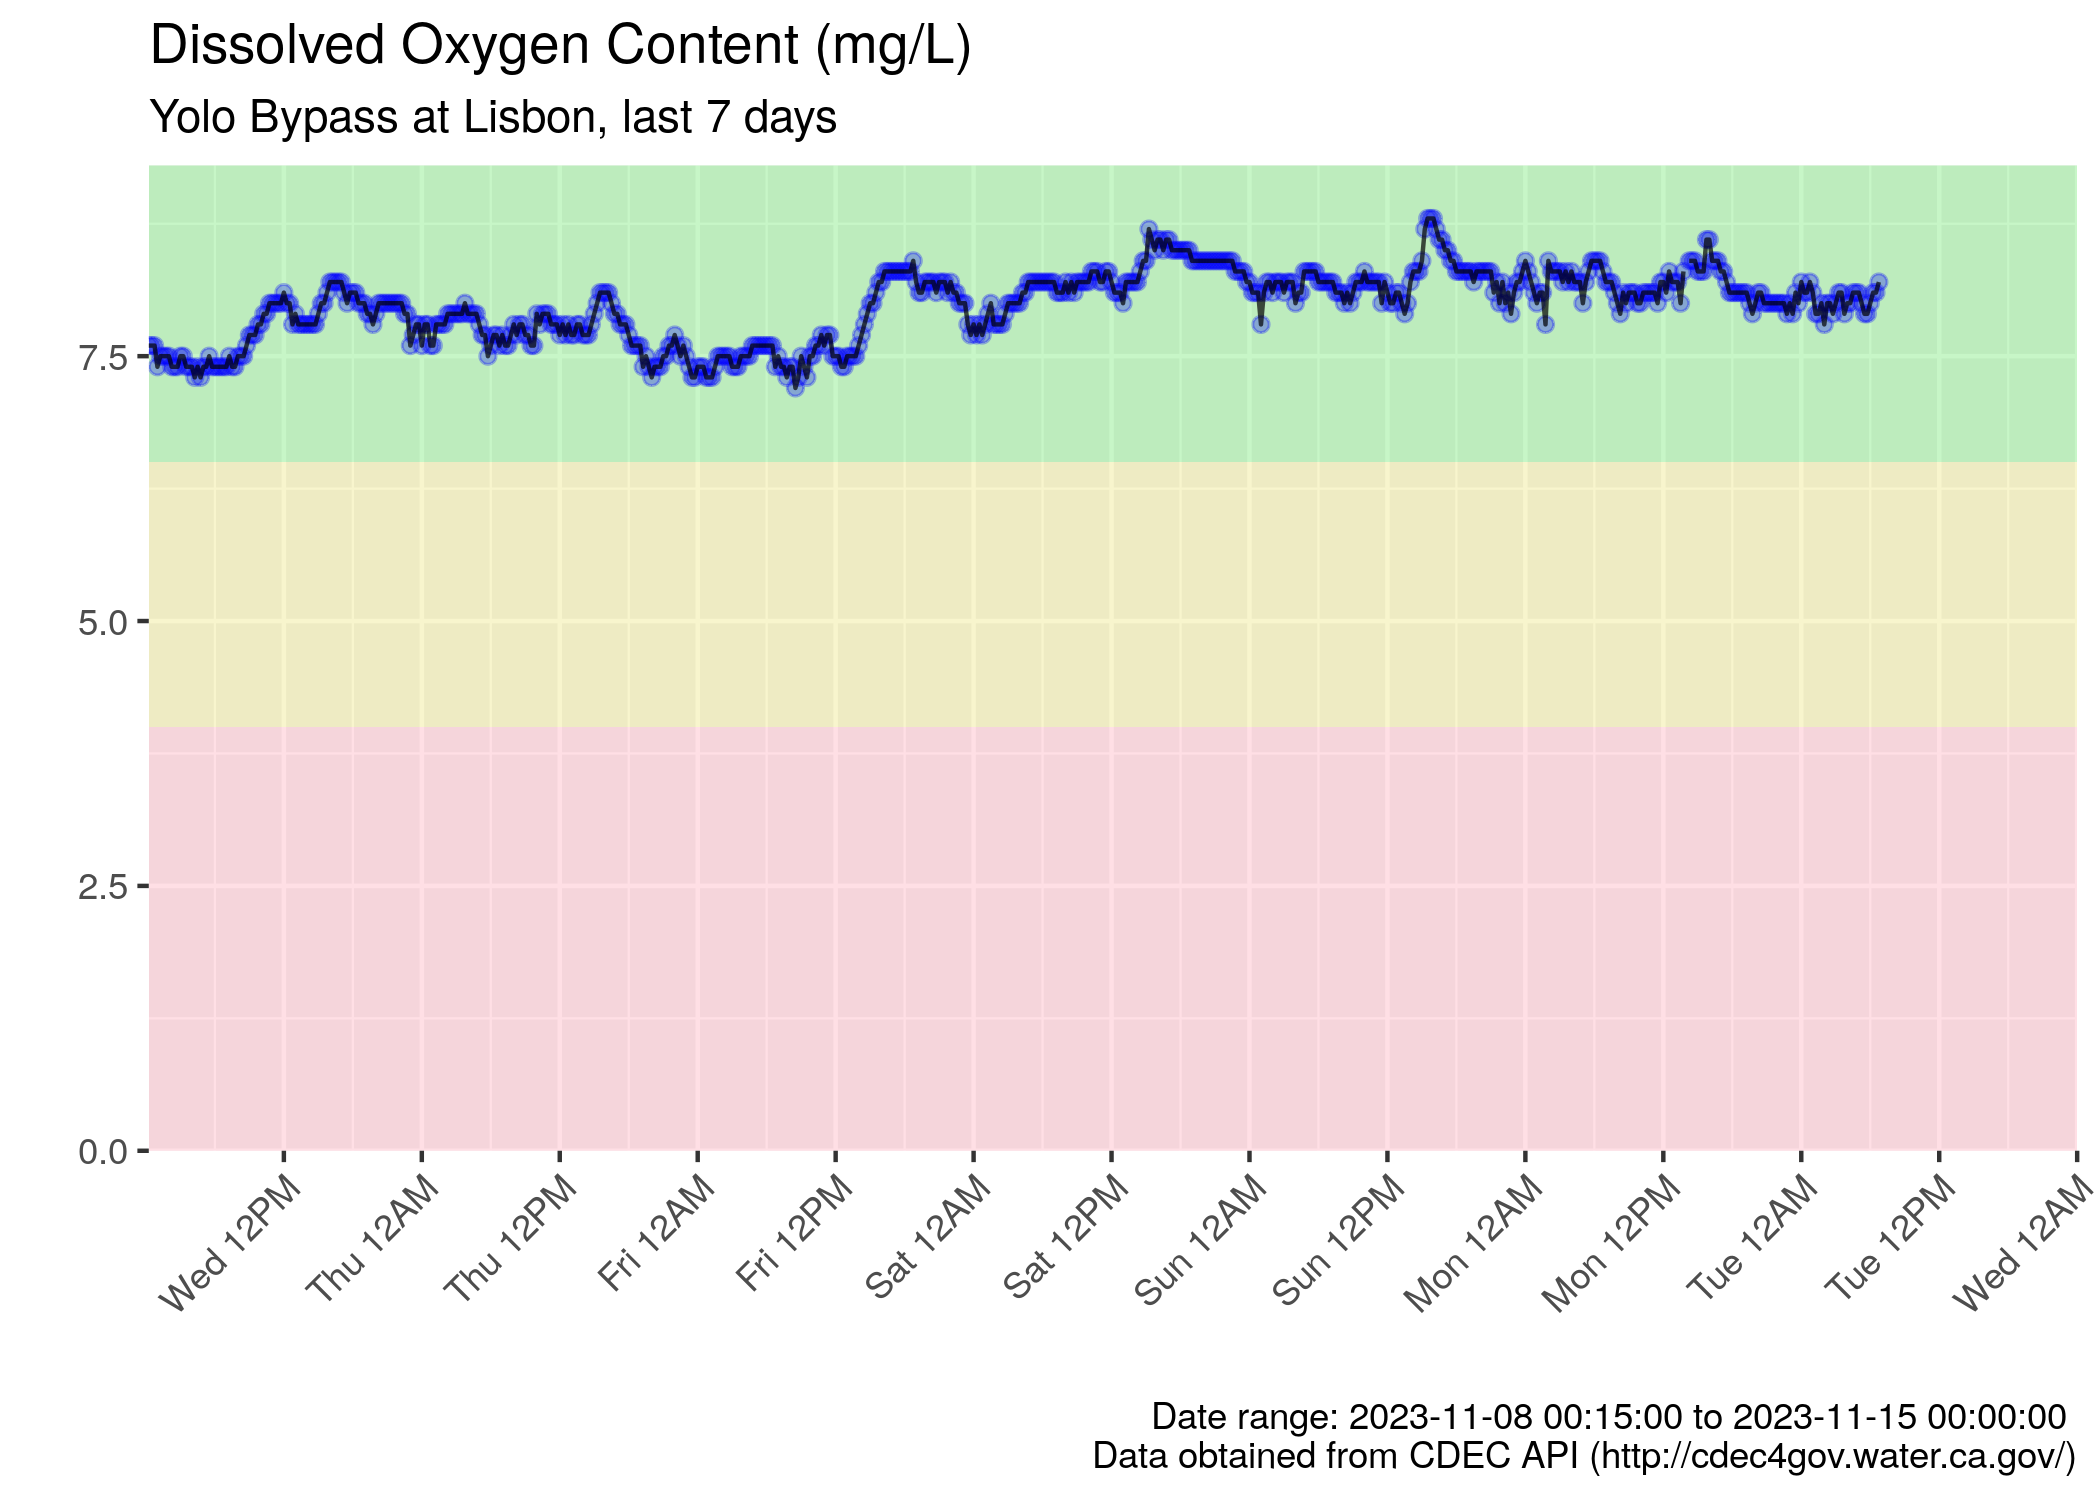 Dissolved Oxygen Content (mg/L)
Yolo Bypass at Lisbon, last 7 days
7.5
5.0
2.5
0.0
Wed 12PM
Thu 12AM
Thu 12PM
Fri 12AM
Fri 12PM
Sat 12AM
Sat 12PM
Sun 12AM
Sun 12PM
Mon 12AM
Mon 12PM
Tue 12AM
Tue 12PM
Wed 12AM
Date range: 2023-11-08 00:15:00 to 2023-11-15 00:00:00
Data obtained from CDEC API (http://cdec4gov.water.ca.gov/)